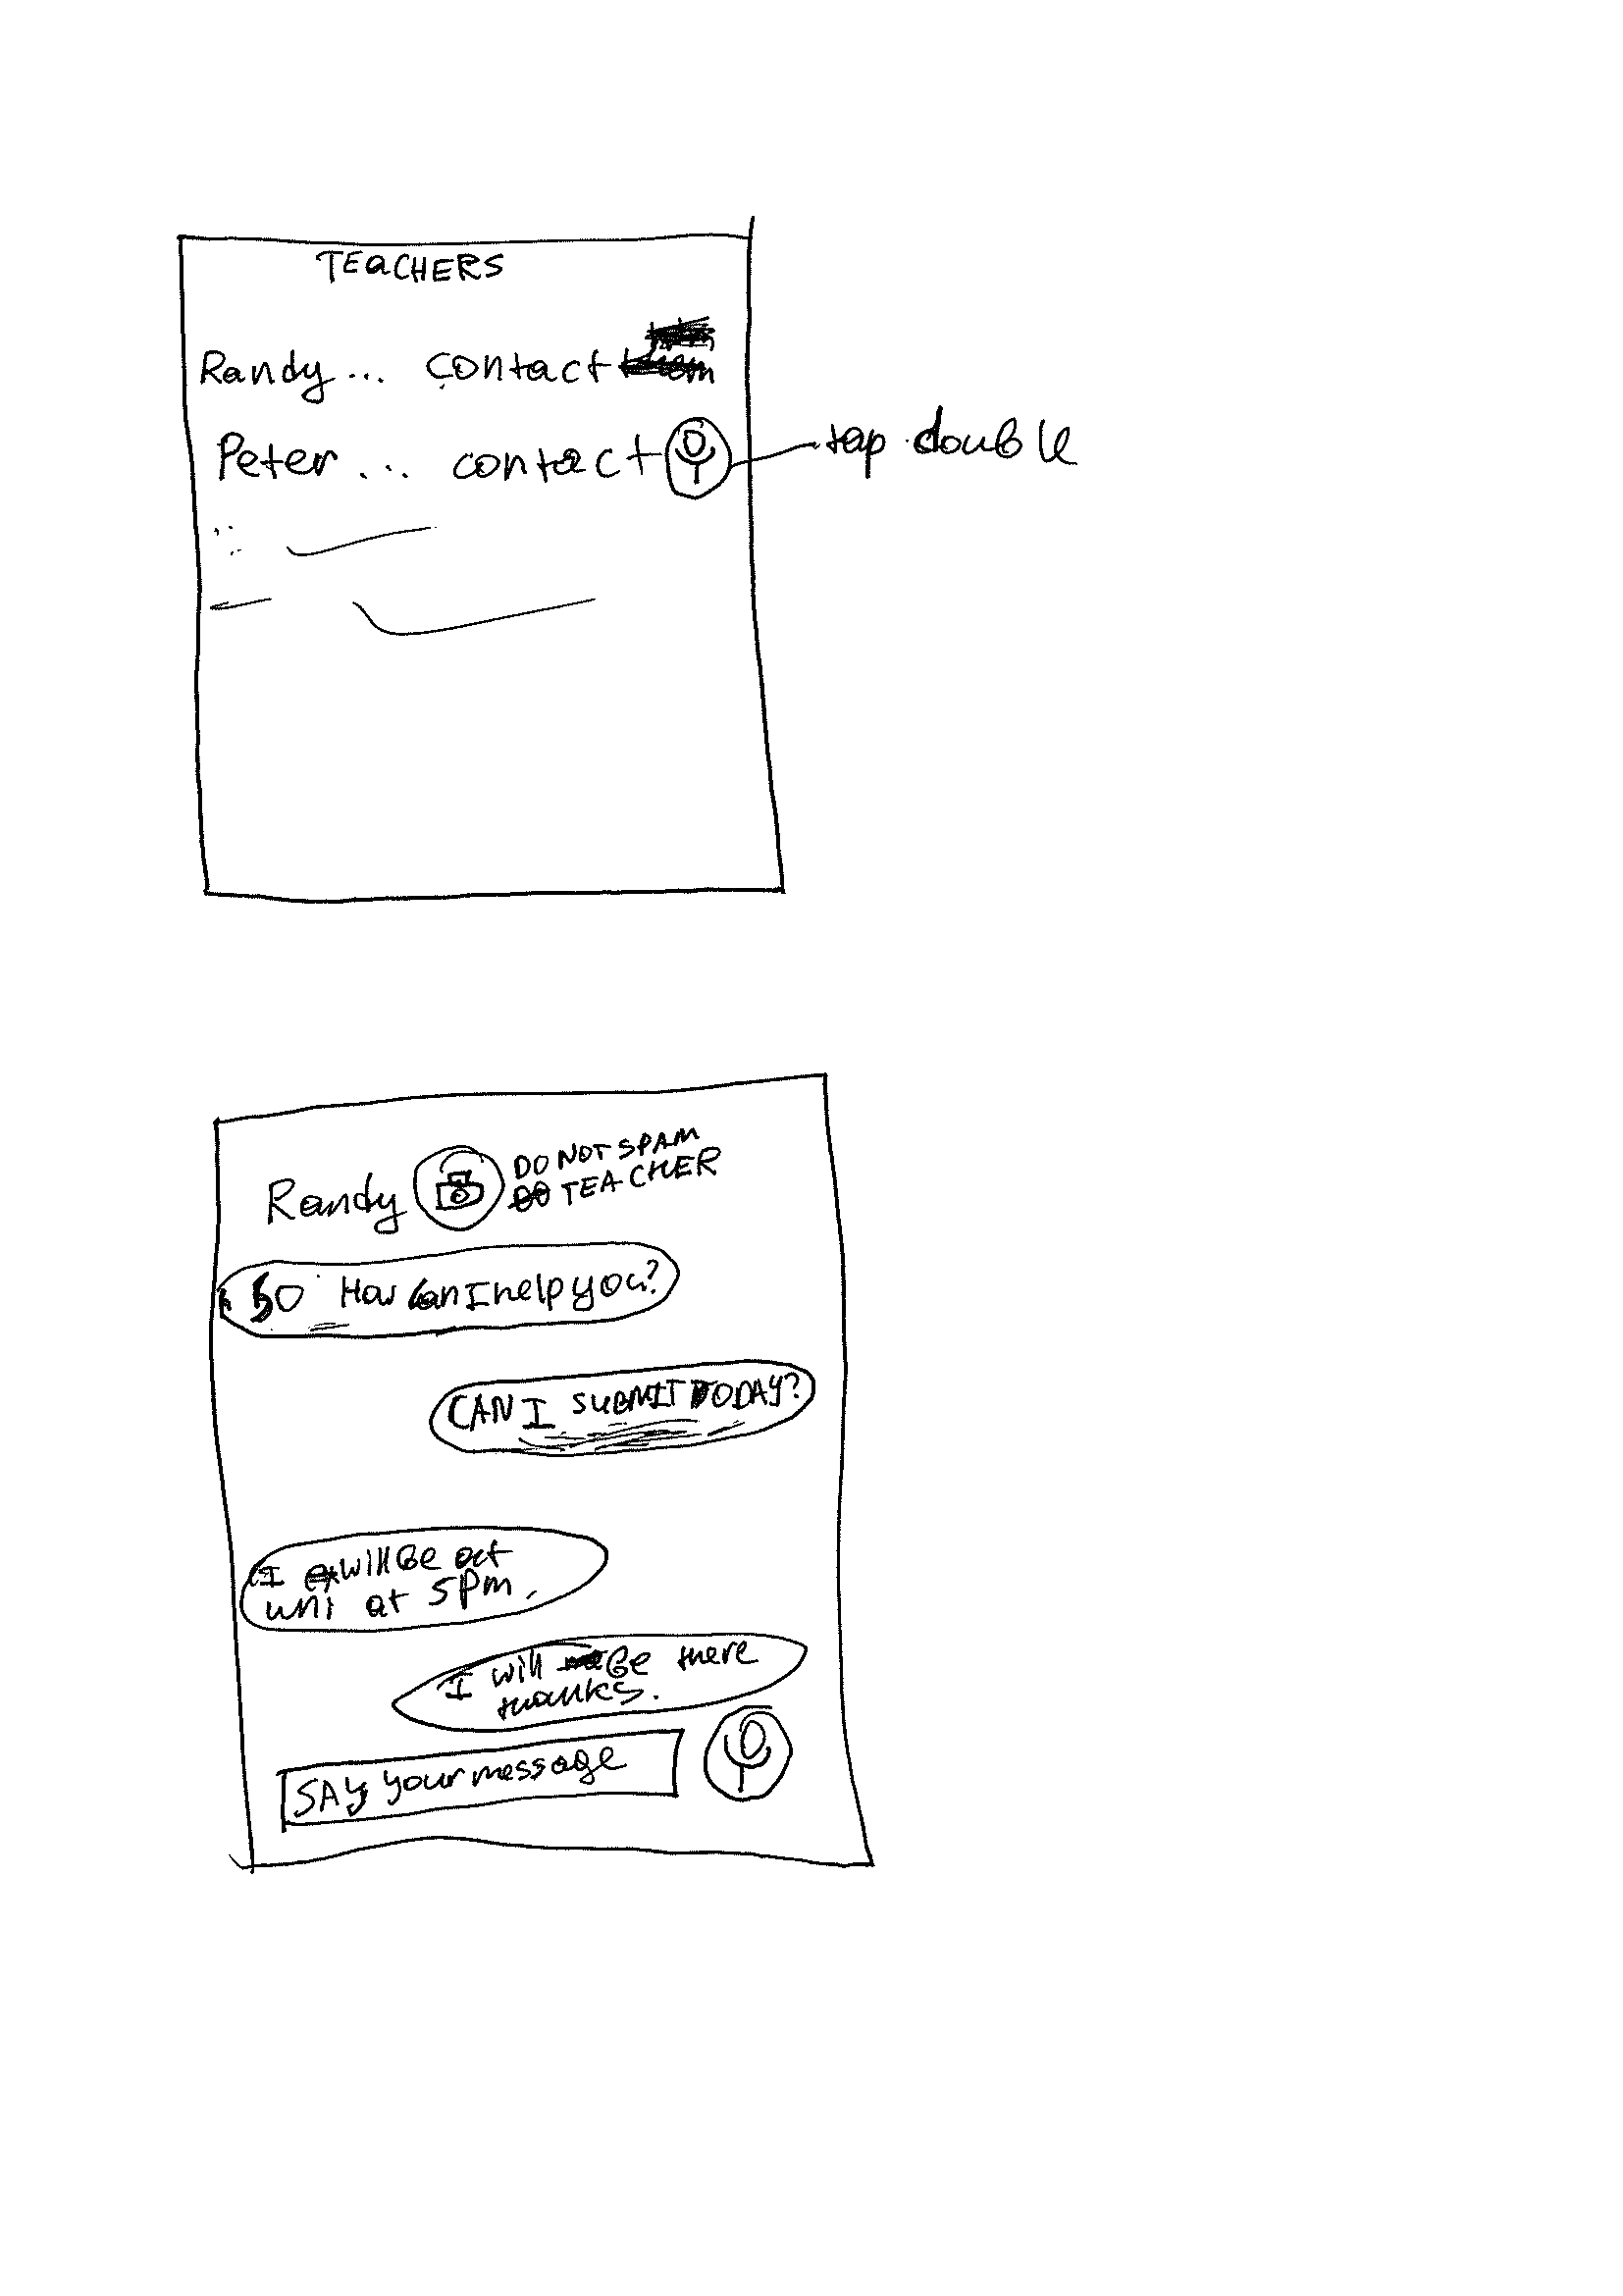 TEACHERS
Randy... contact
Peter... contact
tap double
Randy
DO NOT SPAM
TEACHER
SO How can I help you?
CAN I SUBMIT TODAY?
I will be at
uni at 5pm.
I will be there
thanks.
SAY your message